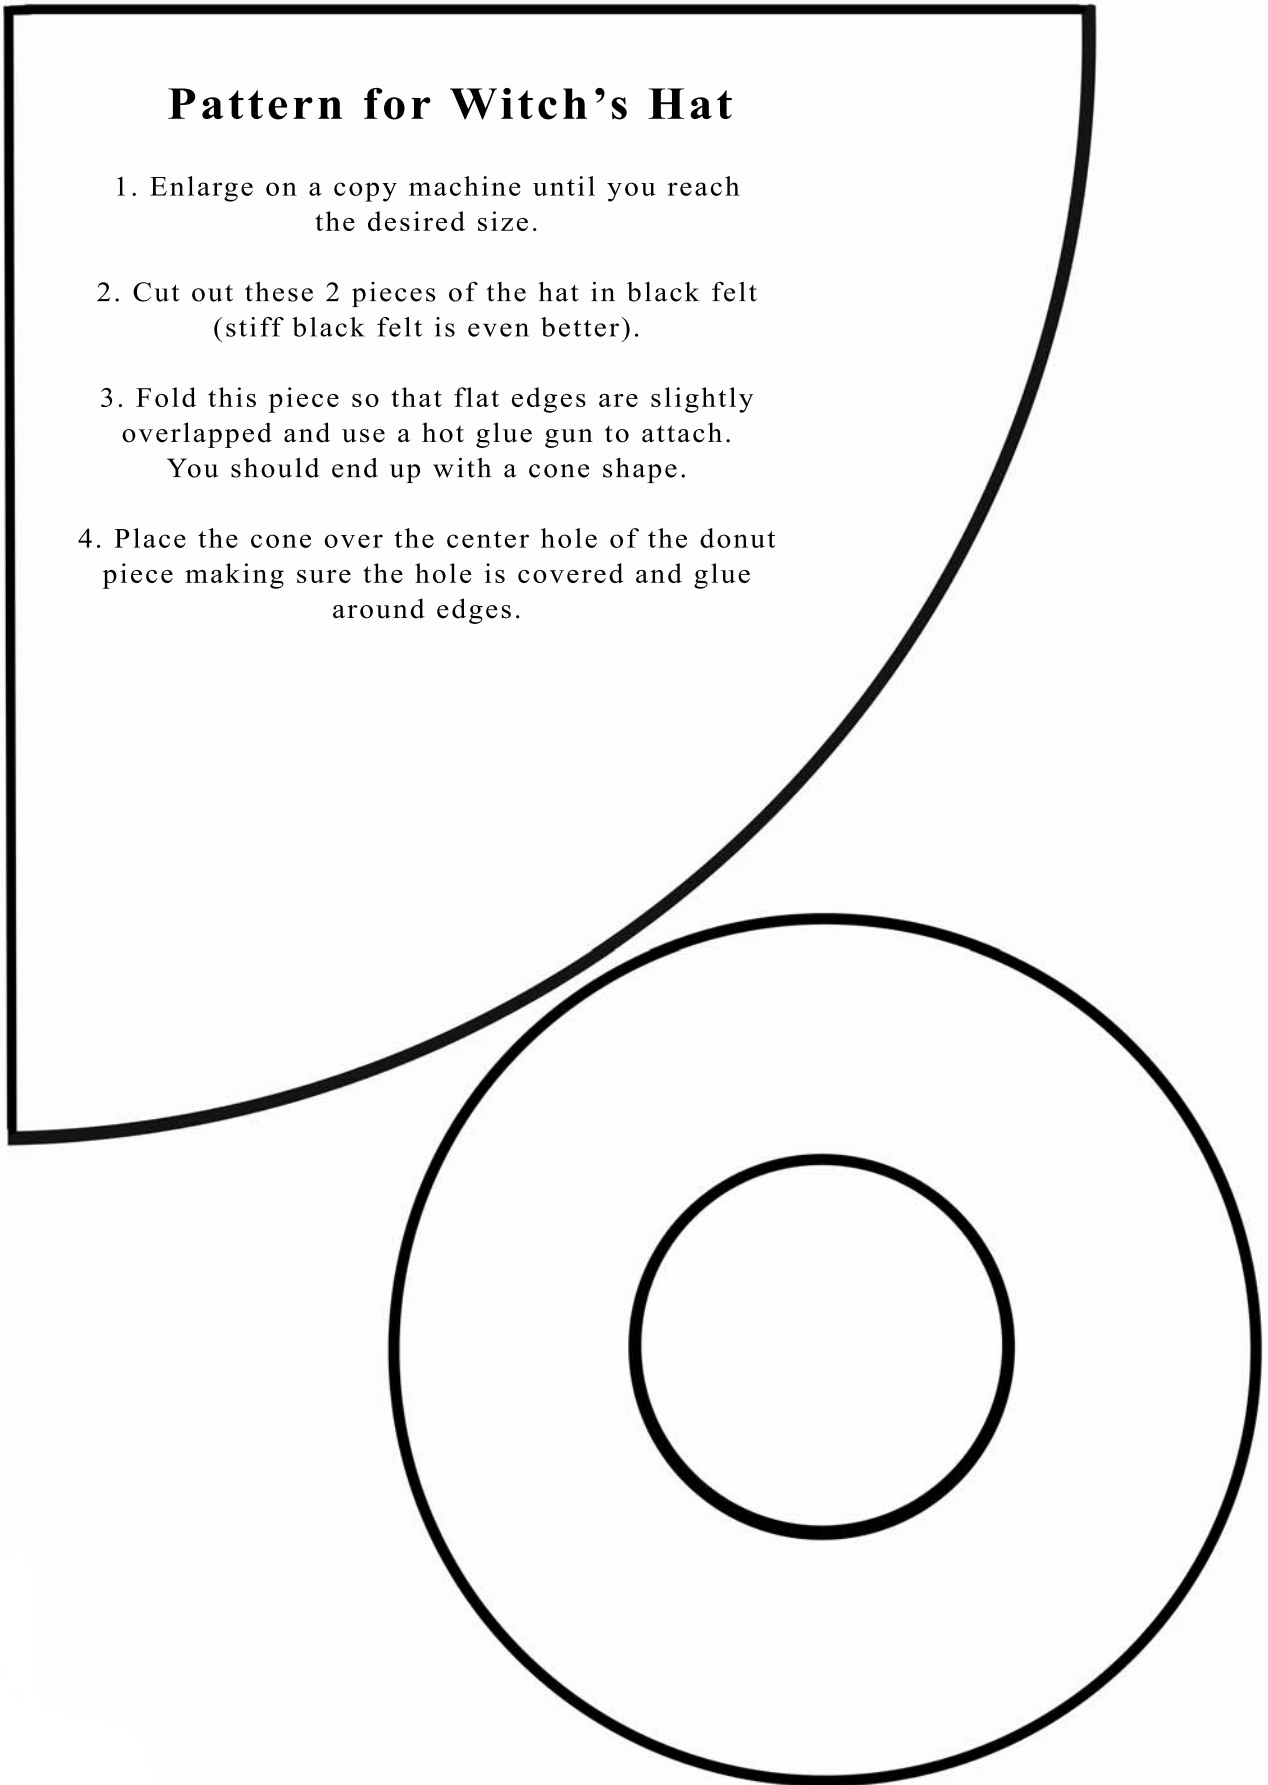 Pattern for Witch’s Hat
1. Enlarge on a copy machine until you reach
the desired size.
2. Cut out these 2 pieces of the hat in black felt
(stiff black felt is even better).
3. Fold this piece so that flat edges are slightly
overlapped and use a hot glue gun to attach.
You should end up with a cone shape.
4. Place the cone over the center hole of the donut
piece making sure the hole is covered and glue
around edges.